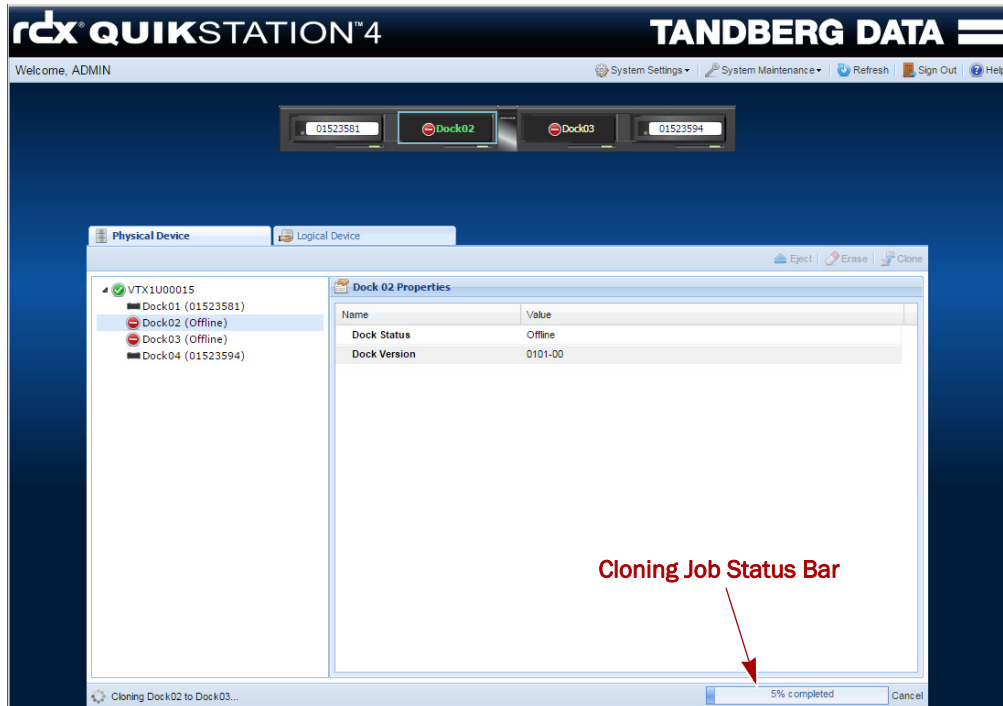 rdx® QUIKSTATION™4
TANDBERG DATA
Welcome, ADMIN
System Settings
System Maintenance
Refresh
Sign Out
Help
01523581
Dock02
Dock03
01523594
Physical Device
Logical Device
Eject
Erase
Clone
VTX1U00015
Dock01 (01523581)
Dock02 (Offline)
Dock03 (Offline)
Dock04 (01523594)
Dock 02 Properties
Name Value
Dock Status Offline
Dock Version 0101-00
Cloning Job Status Bar
Cloning Dock02 to Dock03...
5% completed
Cancel